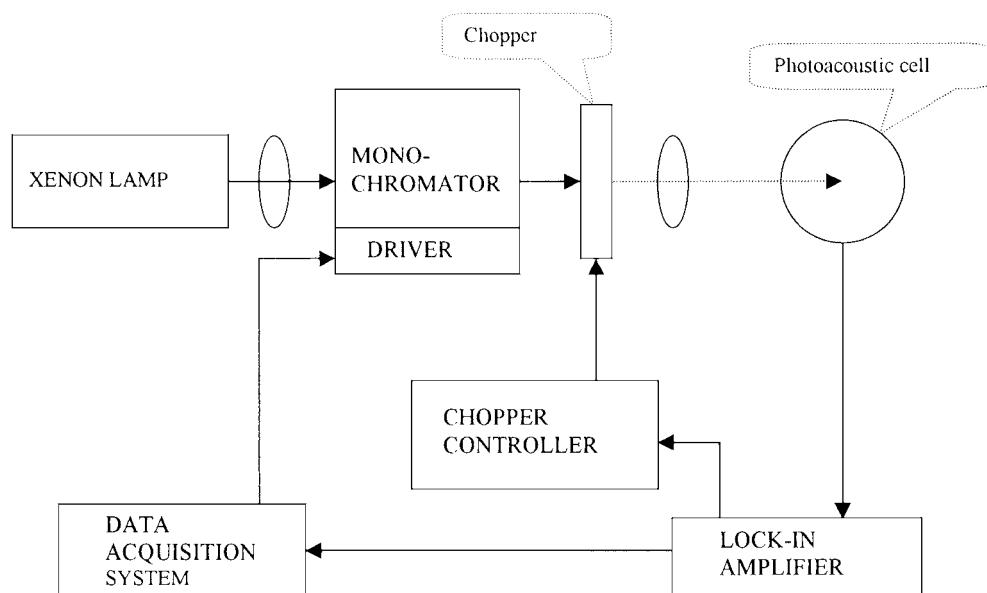 Chopper
Photoacoustic cell
XENON LAMP
MONO-
CHROMATOR
DRIVER
CHOPPER
CONTROLLER
DATA
ACQUISITION
SYSTEM
LOCK-IN
AMPLIFIER